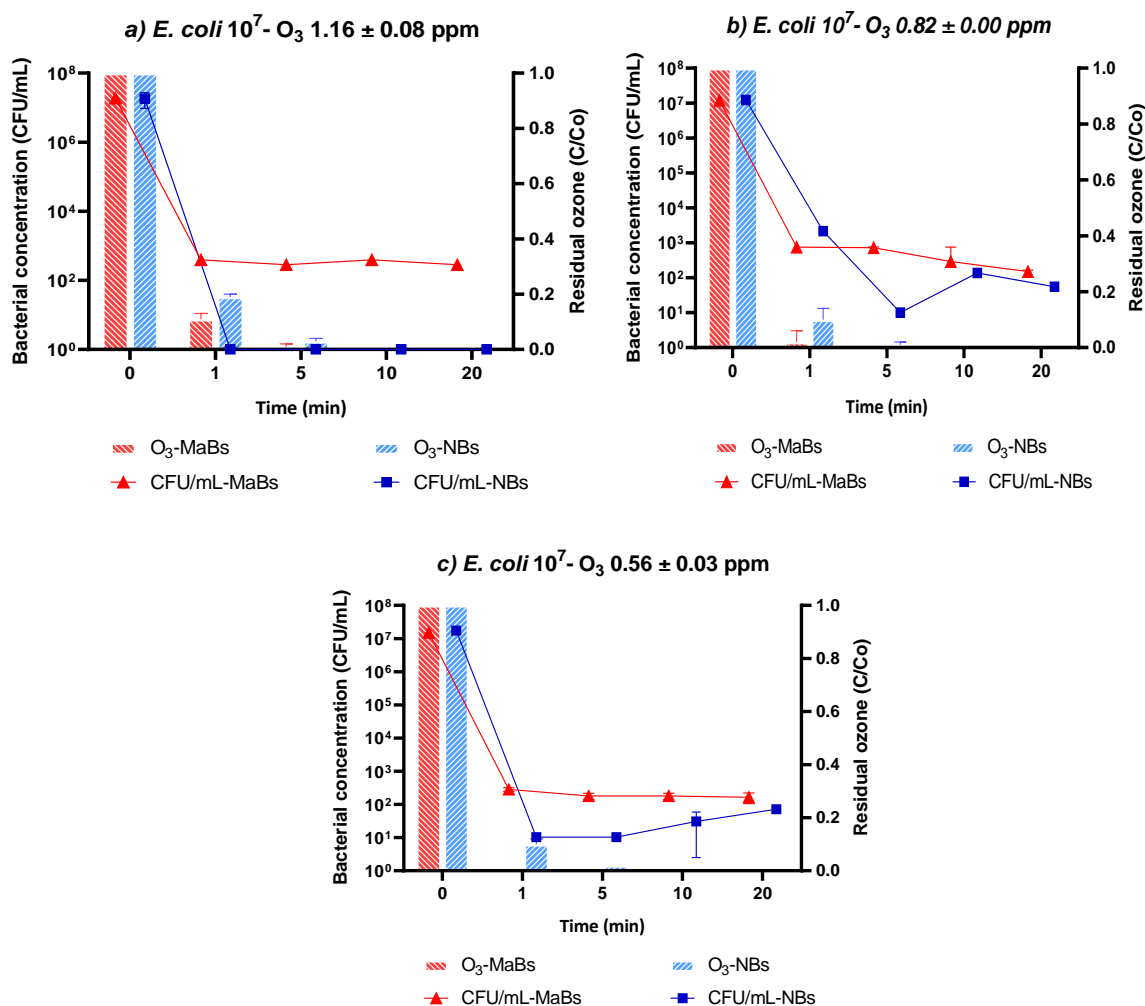 a) E. coli 10⁷- O₃ 1.16 ± 0.08 ppm
Bacterial concentration (CFU/mL)
10⁸
10⁶
10⁴
10²
10⁰
1.0
0.8
0.6
0.4
0.2
0.0
Residual ozone (C/Co)
0 1 5 10 20
Time (min)
O₃-MaBs O₃-NBs
CFU/mL-MaBs CFU/mL-NBs
b) E. coli 10⁷- O₃ 0.82 ± 0.00 ppm
Bacterial concentration (CFU/mL)
10⁸
10⁷
10⁶
10⁵
10⁴
10³
10²
10¹
10⁰
1.0
0.8
0.6
0.4
0.2
0.0
Residual ozone (C/Co)
0 1 5 10 20
Time (min)
O₃-MaBs O₃-NBs
CFU/mL-MaBs CFU/mL-NBs
c) E. coli 10⁷- O₃ 0.56 ± 0.03 ppm
Bacterial concentration (CFU/mL)
10⁸
10⁷
10⁶
10⁵
10⁴
10³
10²
10¹
10⁰
1.0
0.8
0.6
0.4
0.2
0.0
Residual ozone (C/Co)
0 1 5 10 20
Time (min)
O₃-MaBs O₃-NBs
CFU/mL-MaBs CFU/mL-NBs